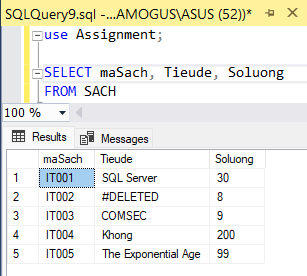 SQLQuery9.sql -...AMOGUS\ASUS (52))*
use Assignment;
SELECT maSach, Tieude, Soluong
FROM SACH
100 %
Results Messages
maSach Tieude Soluong
1 IT001 SQL Server 30
2 IT002 #DELETED 8
3 IT003 COMSEC 9
4 IT004 Khong 200
5 IT005 The Exponential Age 99